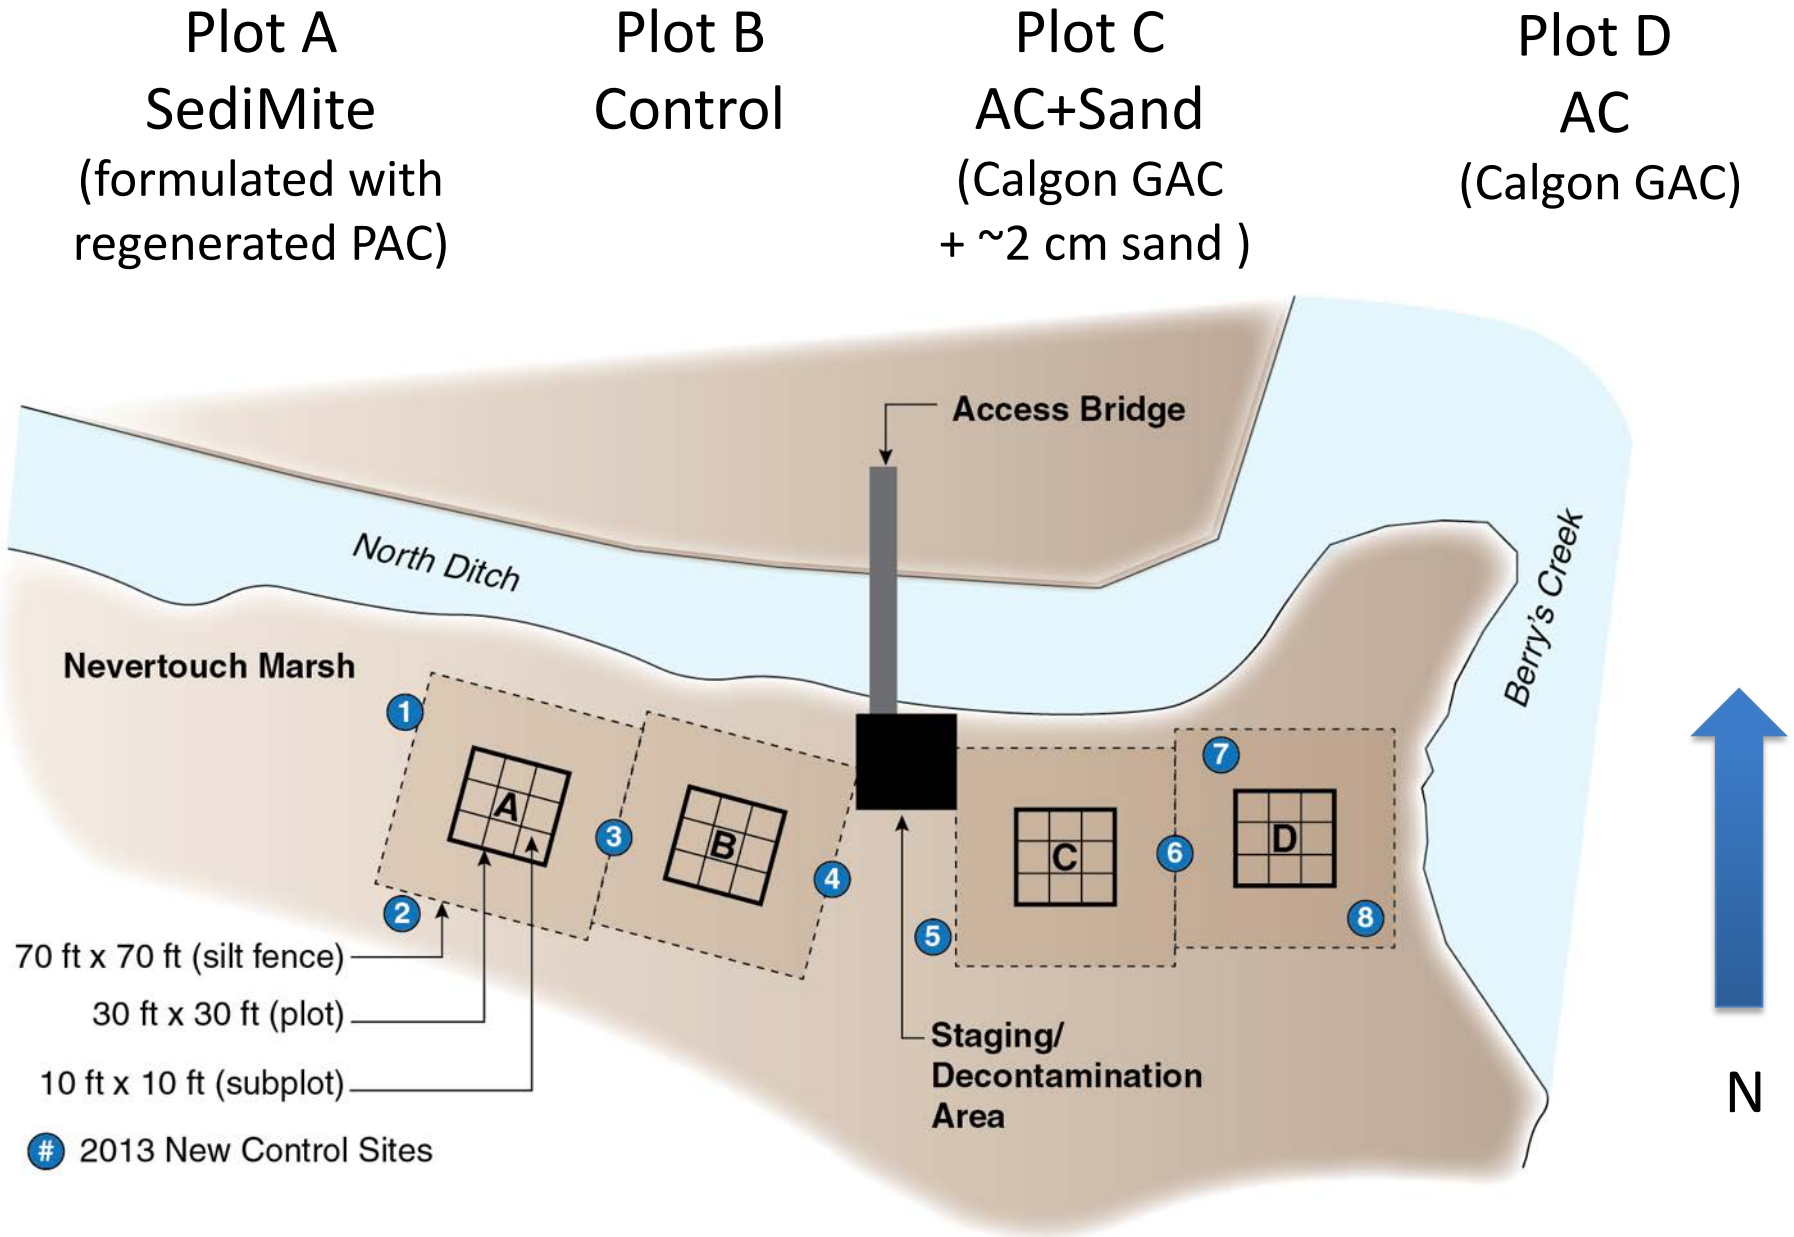 Plot A
SediMite
(formulated with
regenerated PAC)
Plot B
Control
Plot C
AC+Sand
(Calgon GAC
+ ~2 cm sand )
Plot D
AC
(Calgon GAC)
Access Bridge
North Ditch
Berry's Creek
Nevertouch Marsh
1
2
3
4
5
6
7
8
A
B
C
D
70 ft x 70 ft (silt fence)
30 ft x 30 ft (plot)
10 ft x 10 ft (subplot)
# 2013 New Control Sites
Staging/
Decontamination
Area
N